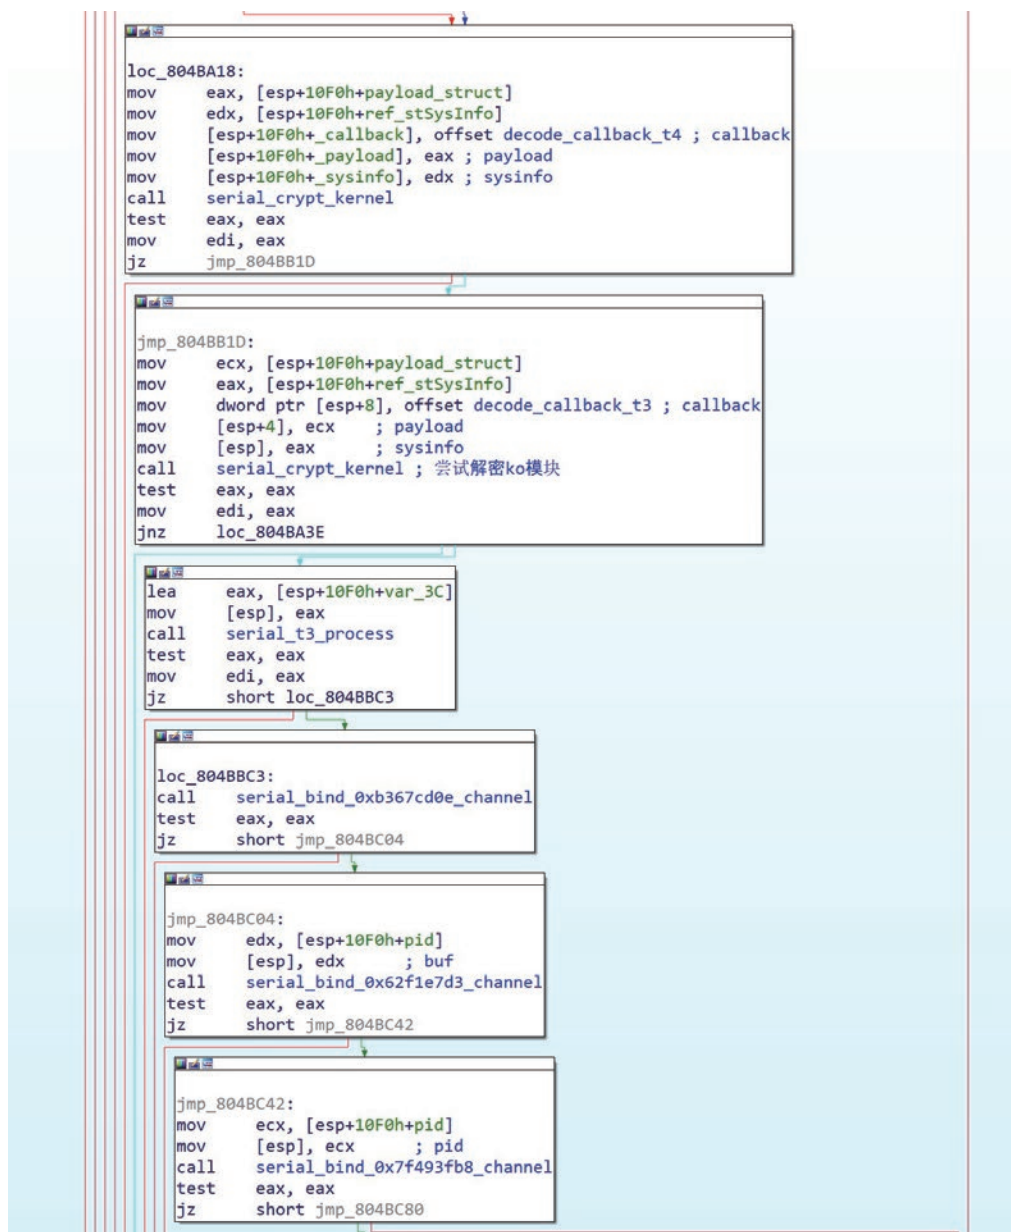 loc_804BA18:
mov eax, [esp+10F0h+payload_struct]
mov edx, [esp+10F0h+ref_stSysInfo]
mov [esp+10F0h+_callback], offset decode_callback_t4 ; callback
mov [esp+10F0h+_payload], eax ; payload
mov [esp+10F0h+_sysinfo], edx ; sysinfo
call serial_crypt_kernel
test eax, eax
mov edi, eax
jz jmp_804BB1D
jmp_804BB1D:
mov ecx, [esp+10F0h+payload_struct]
mov eax, [esp+10F0h+ref_stSysInfo]
mov dword ptr [esp+8], offset decode_callback_t3 ; callback
mov [esp+4], ecx ; payload
mov [esp], eax ; sysinfo
call serial_crypt_kernel ; 尝试解密ko模块
test eax, eax
mov edi, eax
jnz loc_804BA3E
lea eax, [esp+10F0h+var_3C]
mov [esp], eax
call serial_t3_process
test eax, eax
mov edi, eax
jz short loc_804BBC3
loc_804BBC3:
call serial_bind_0xb367cd0e_channel
test eax, eax
jz short jmp_804BC04
jmp_804BC04:
mov edx, [esp+10F0h+pid]
mov [esp], edx ; buf
call serial_bind_0x62f1e7d3_channel
test eax, eax
jz short jmp_804BC42
jmp_804BC42:
mov ecx, [esp+10F0h+pid]
mov [esp], ecx ; pid
call serial_bind_0x7f493fb8_channel
test eax, eax
jz short jmp_804BC80